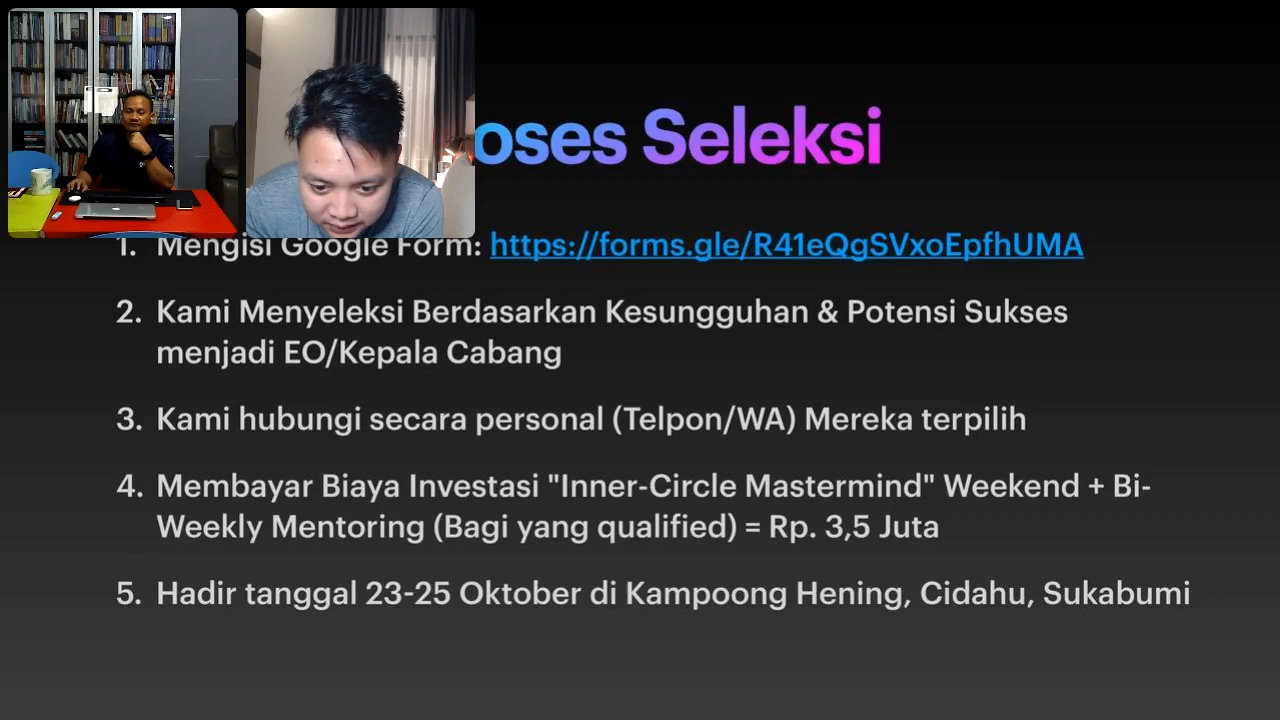 oses Seleksi
1. Mengisi Google Form: https://forms.gle/R41eQgSVxoEpfhUMA
2. Kami Menyeleksi Berdasarkan Kesungguhan & Potensi Sukses
menjadi EO/Kepala Cabang
3. Kami hubungi secara personal (Telpon/WA) Mereka terpilih
4. Membayar Biaya Investasi "Inner-Circle Mastermind" Weekend + Bi-
Weekly Mentoring (Bagi yang qualified) = Rp. 3,5 Juta
5. Hadir tanggal 23-25 Oktober di Kampoong Hening, Cidahu, Sukabumi